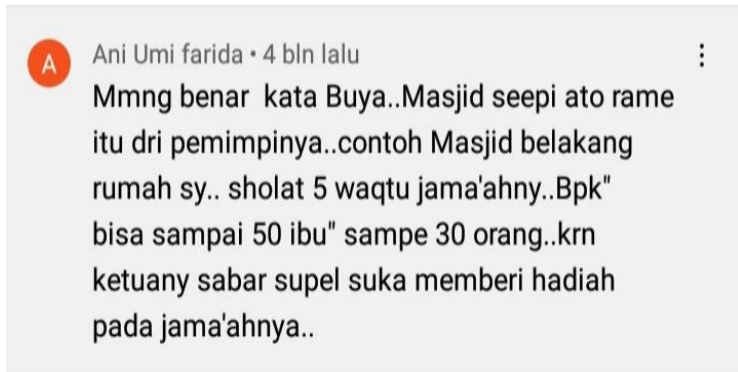 A
Ani Umi farida • 4 bln lalu
Mmng benar kata Buya..Masjid seepi ato rame
itu dri pemimpinya..contoh Masjid belakang
rumah sy.. sholat 5 waqtu jama'ahny..Bpk"
bisa sampai 50 ibu" sampe 30 orang..krn
ketuany sabar supel suka memberi hadiah
pada jama'ahnya..